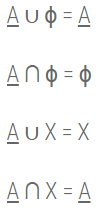 A ∪ ϕ = A
A ∩ ϕ = ϕ
A ∪ X = X
A ∩ X = A